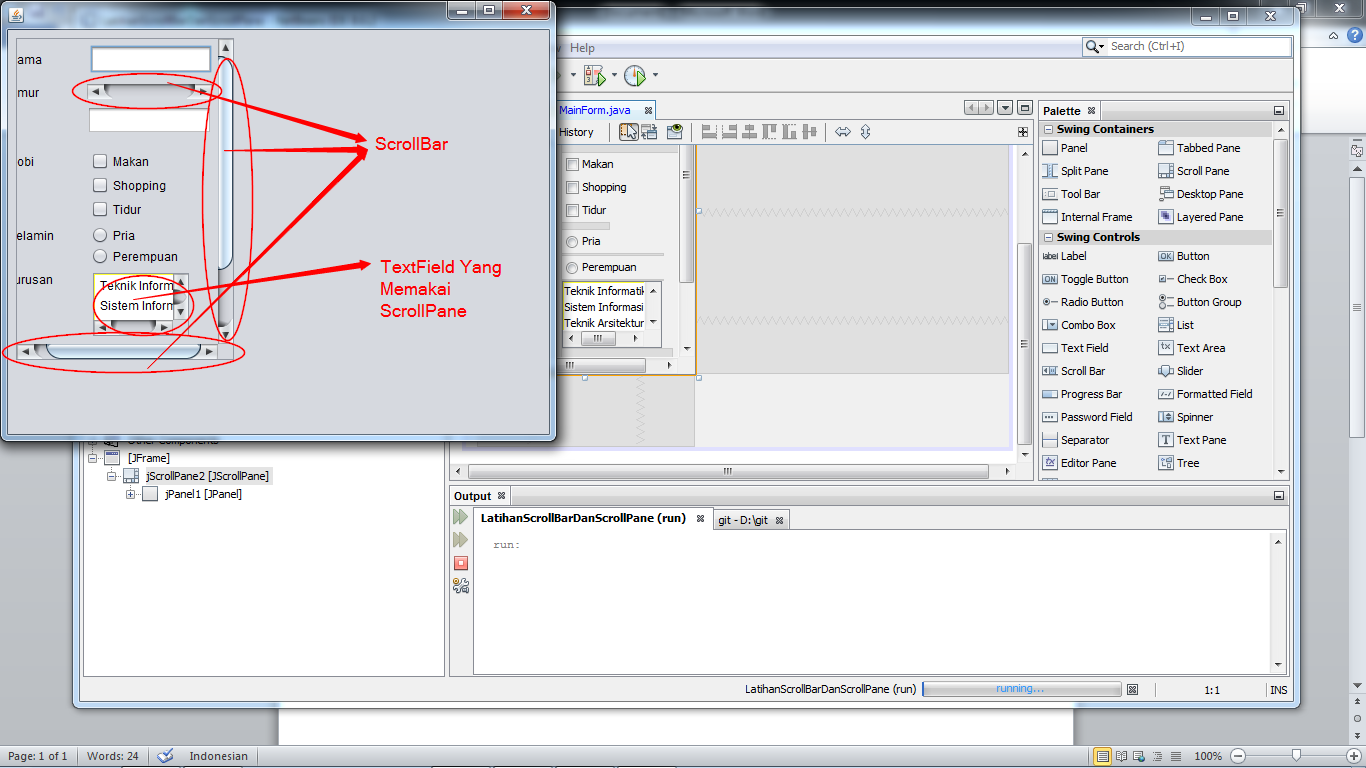 ama
mur
obi
Makan
Shopping
Tidur
elamin
Pria
Perempuan
urusan
Teknik Inform
Sistem Inform
ScrollBar
TextField Yang
Memakai
ScrollPane
Help
Search (Ctrl+I)
MainForm.java
History
Makan
Shopping
Tidur
Pria
Perempuan
Teknik Informatik
Sistem Informasi
Teknik Arsitektur
Palette
Swing Containers
Panel
Tabbed Pane
Split Pane
Scroll Pane
Tool Bar
Desktop Pane
Internal Frame
Layered Pane
Swing Controls
label Label
OK Button
ON Toggle Button
Check Box
Radio Button
Button Group
Combo Box
List
Text Field
Text Area
Scroll Bar
Slider
Progress Bar
Formatted Field
Password Field
Spinner
Separator
Text Pane
Editor Pane
Tree
Other Components
[JFrame]
jScrollPane2 [JScrollPane]
jPanel1 [JPanel]
Output
LatihanScrollBarDanScrollPane (run)
git - D:\git
run:
LatihanScrollBarDanScrollPane (run)
running...
1:1
INS
Page: 1 of 1
Words: 24
Indonesian
100%